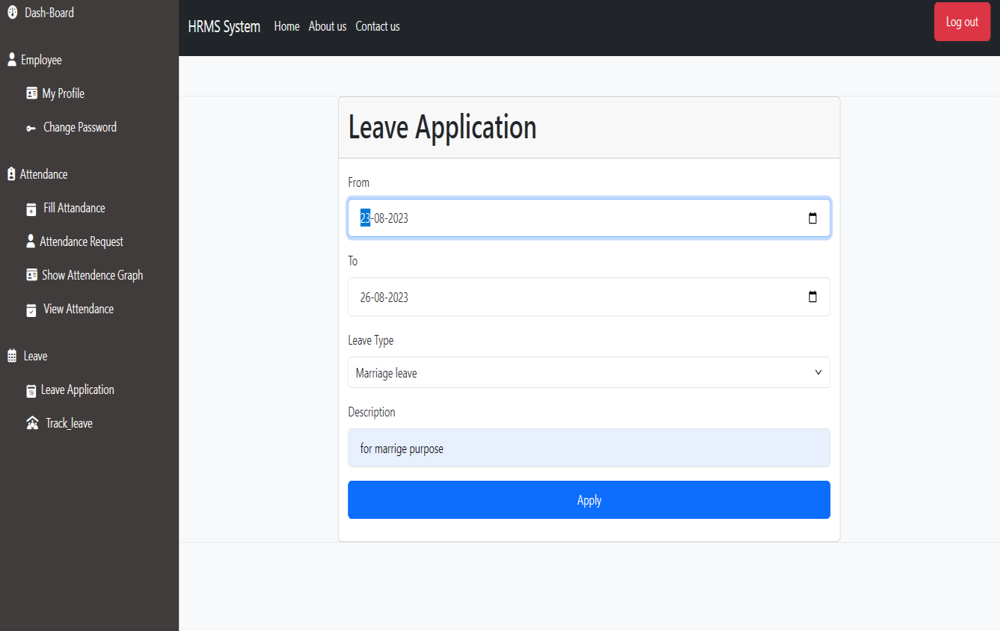 Dash-Board
Employee
My Profile
Change Password
Attendance
Fill Attandance
Attendance Request
Show Attendence Graph
View Attendance
Leave
19
Leave Application
Track_leave
HRMS System Home About us Contact us
Log out
Leave Application
From
23-08-2023
To
26-08-2023
Leave Type
Marriage leave
Description
for marrige purpose
Apply